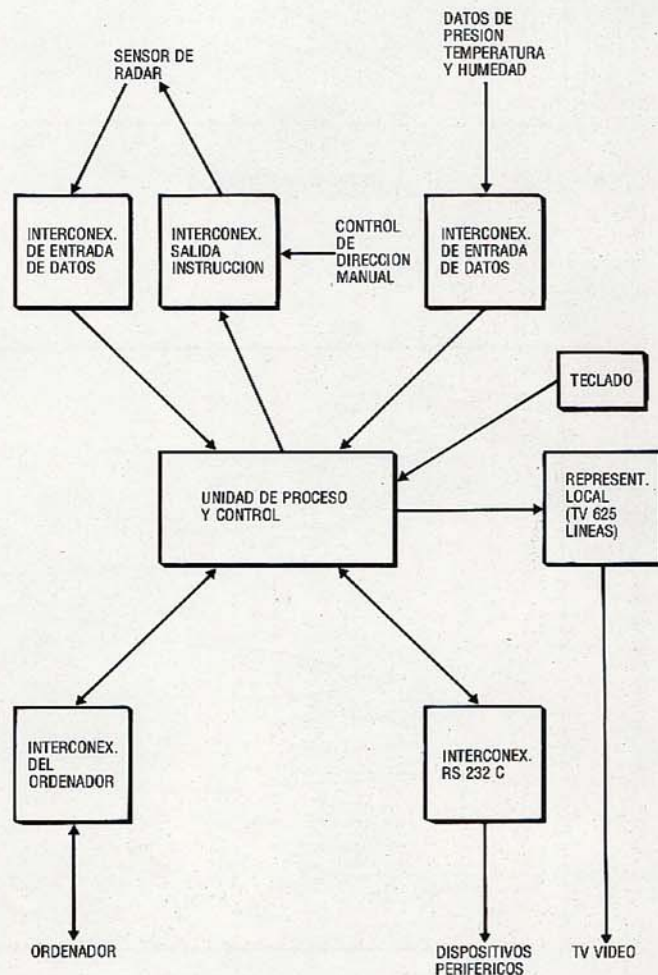 SENSOR DE
RADAR
DATOS DE
PRESION
TEMPERATURA
Y HUMEDAD
INTERCONEX.
DE ENTRADA
DE DATOS
INTERCONEX.
SALIDA
INSTRUCCION
CONTROL
DE
DIRECCION
MANUAL
INTERCONEX.
DE ENTRADA
DE DATOS
TECLADO
UNIDAD DE PROCESO
Y CONTROL
REPRESENT.
LOCAL
(TV 625
LINEAS)
INTERCONEX.
DEL
ORDENADOR
INTERCONEX.
RS 232 C
ORDENADOR
DISPOSITIVOS
PERIFÉRICOS
TV VIDEO